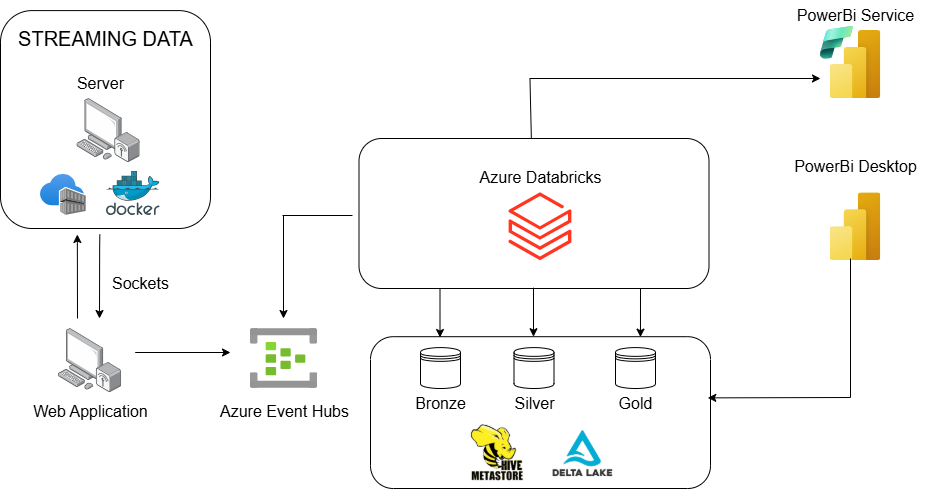 PowerBi Service
STREAMING DATA
Server
docker
Azure Databricks
PowerBi Desktop
Sockets
Web Application
Azure Event Hubs
Bronze
Silver
Gold
HIVE
METASTORE
DELTA LAKE